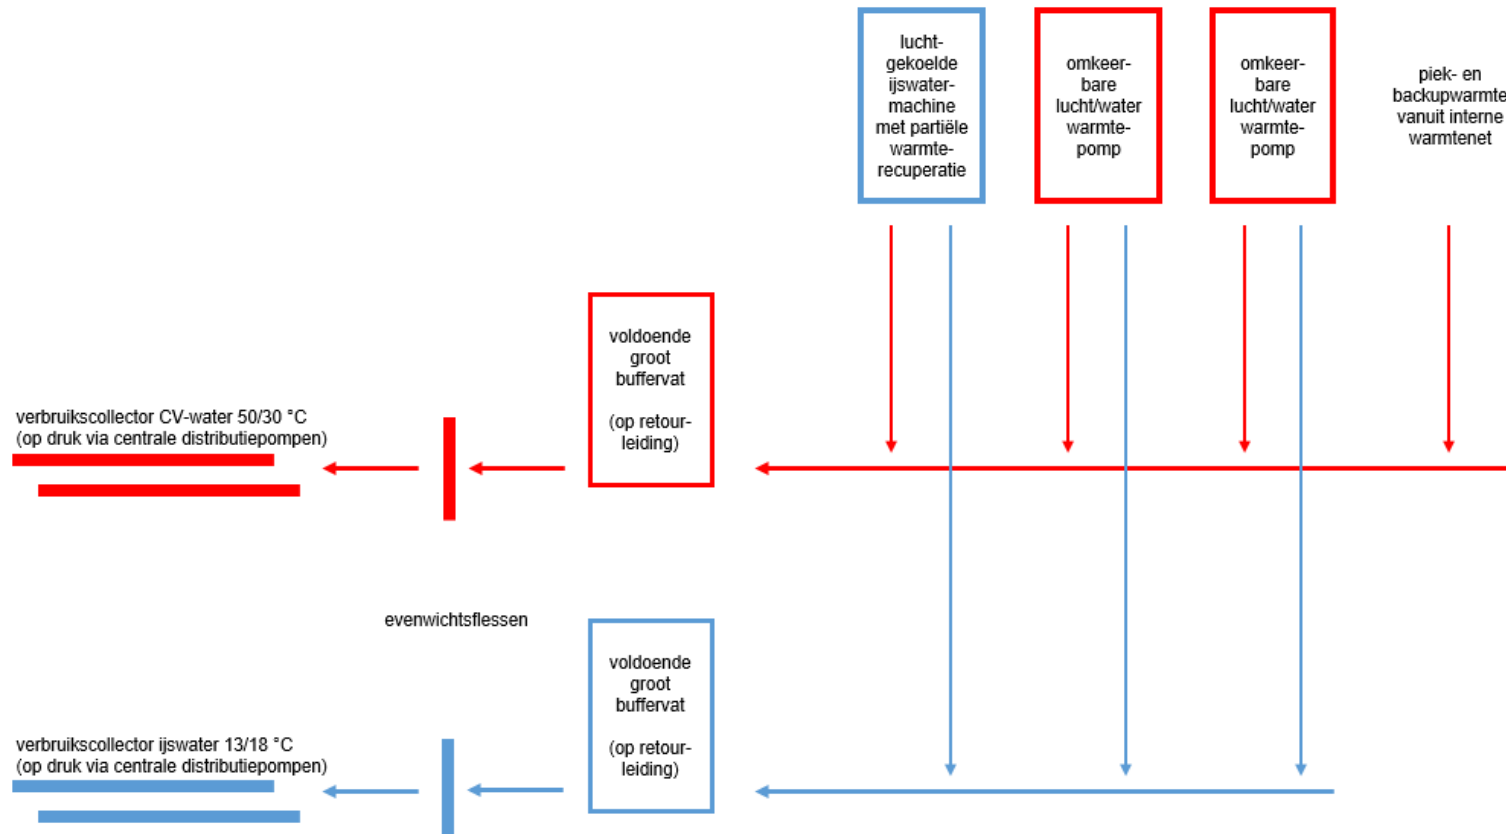 lucht-
gekoelde
ijswater-
machine
met partiële
warmte-
recuperatie
omkeer-
bare
lucht/water
warmte-
pomp
omkeer-
bare
lucht/water
warmte-
pomp
piek- en
backupwarmte
vanuit interne
warmtenet
voldoende
groot
buffervat
(op retour-
leiding)
verbruikscollector CV-water 50/30 °C
(op druk via centrale distributiepompen)
evenwichtsflessen
voldoende
groot
buffervat
(op retour-
leiding)
verbruikscollector ijswater 13/18 °C
(op druk via centrale distributiepompen)